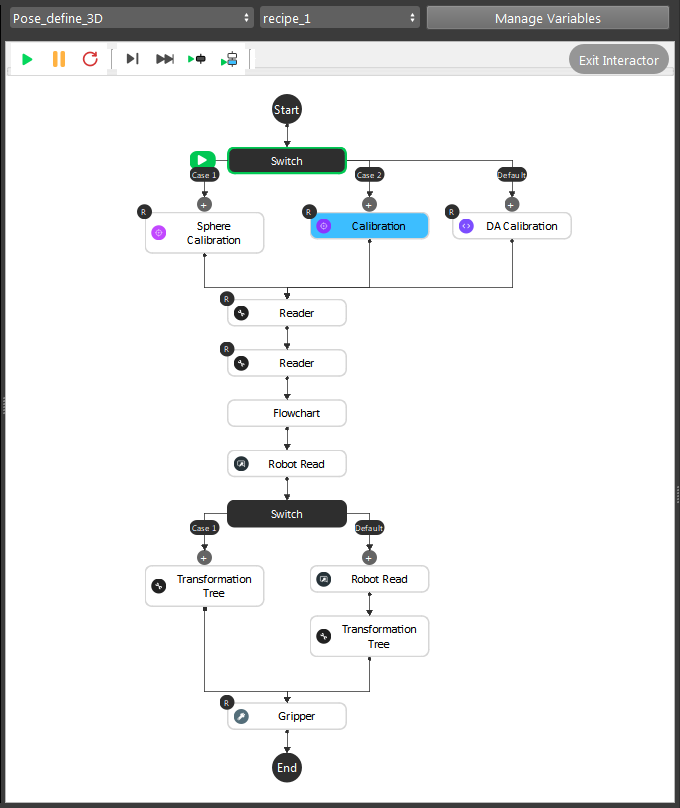 Pose_define_3D recipe_1 Manage Variables
Exit Interactor
Start
Switch
Case 1 Case 2 Default
R Sphere Calibration
R Calibration
R DA Calibration
R Reader
R Reader
Flowchart
Robot Read
Switch
Case 1 Default
Transformation
Tree
Robot Read
Transformation
Tree
R Gripper
End